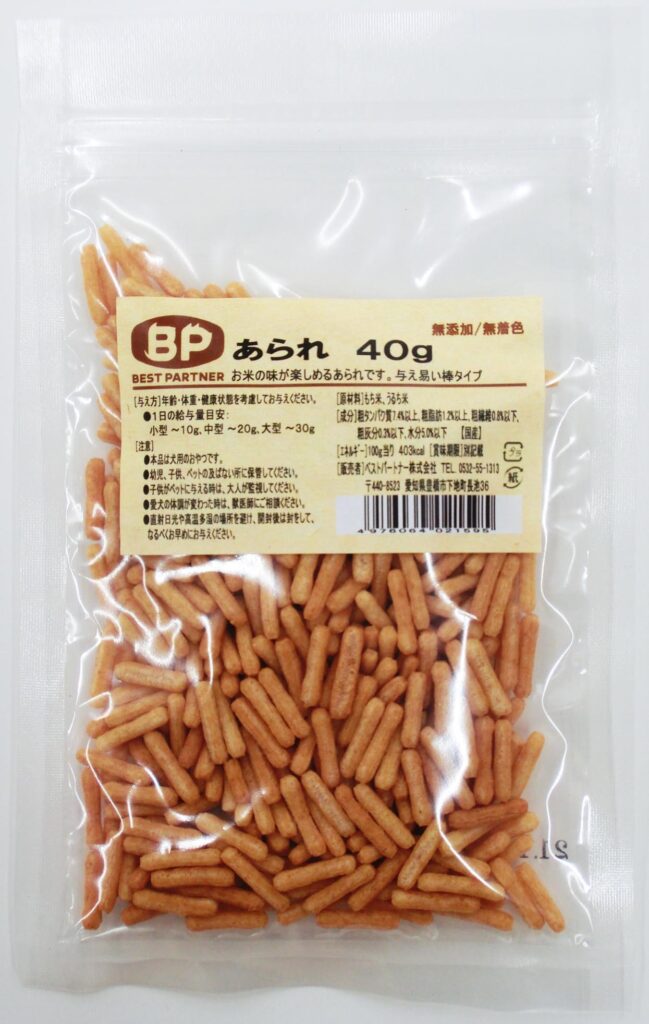 無添加/無着色
BP
BEST PARTNER
あられ 40g
お米の味が楽しめるあられです。与え易い棒タイプ
[与え方]年齢・体重・健康状態を考慮してお与えください。
●1日の給与量目安:
小型 ~10g、中型 ~20g、大型 ~30g
[注意]
●本品は犬用のおやつです。
●幼児、子供、ペットの及ばない所に保管してください。
●子供がペットに与える時は、大人が監視してください。
●愛犬の体調が変わった時は、獣医師にご相談ください。
●直射日光や高温多湿の場所を避け、開封後は封をして、
なるべくお早めにお与えください。
[原材料]もち米、うるち米
[成分]粗タンパク質7.4%以上、粗脂肪1.2%以上、粗繊維0.8%以下、
粗灰分0.3%以下、水分5.0%以下 【国産】
[エネルギー]100g当り 403kcal [賞味期限]別記載
[販売者]ベストパートナー株式会社 TEL 0532-55-1313
〒440-8523 愛知県豊橋市下地町長池36
プラ
紙
4976064021595